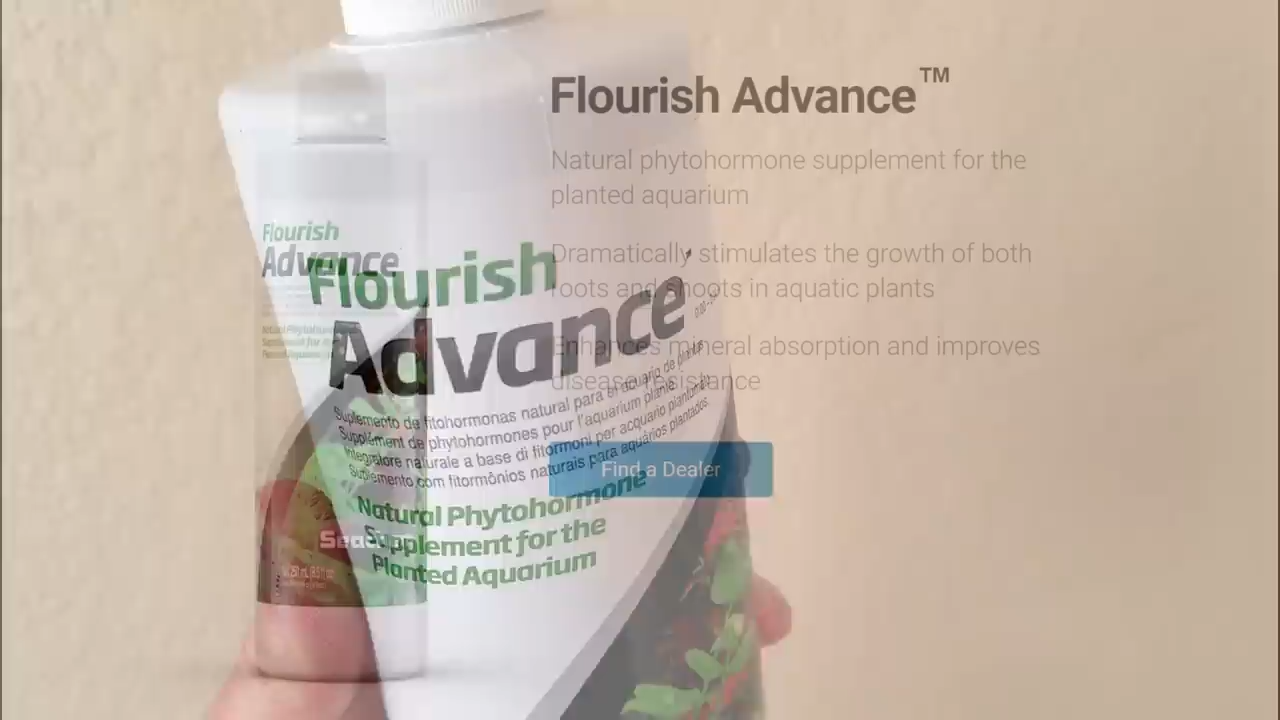 Flourish Advance™
Natural phytohormone supplement for the
planted aquarium
Dramatically stimulates the growth of both
roots and shoots in aquatic plants
Enhances mineral absorption and improves
disease resistance
Find a Dealer
Flourish
Advance
Flourish
Advance
Suplemento de fitohormonas natural para el acuario de plantas
Supplément de phytohormones pour l'aquarium planté
Integratore naturale a base di fitormoni per acquario piantumato
Suplemento com fitormônios naturais para aquários plantados.
Natural Phytohormone
Supplement for the
Planted Aquarium